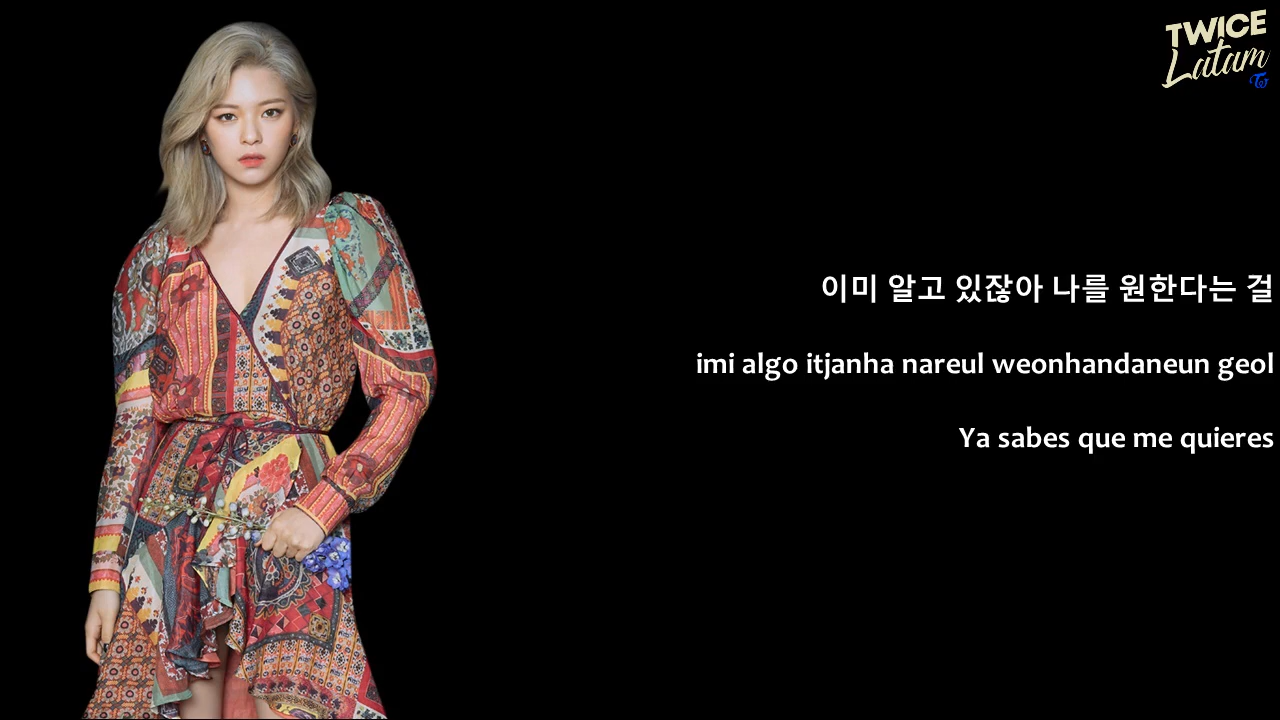 TWICE
Latam
이미 알고 있잖아 나를 원한다는 걸
imi algo itjanha nareul weonhandaneun geol
Ya sabes que me quieres